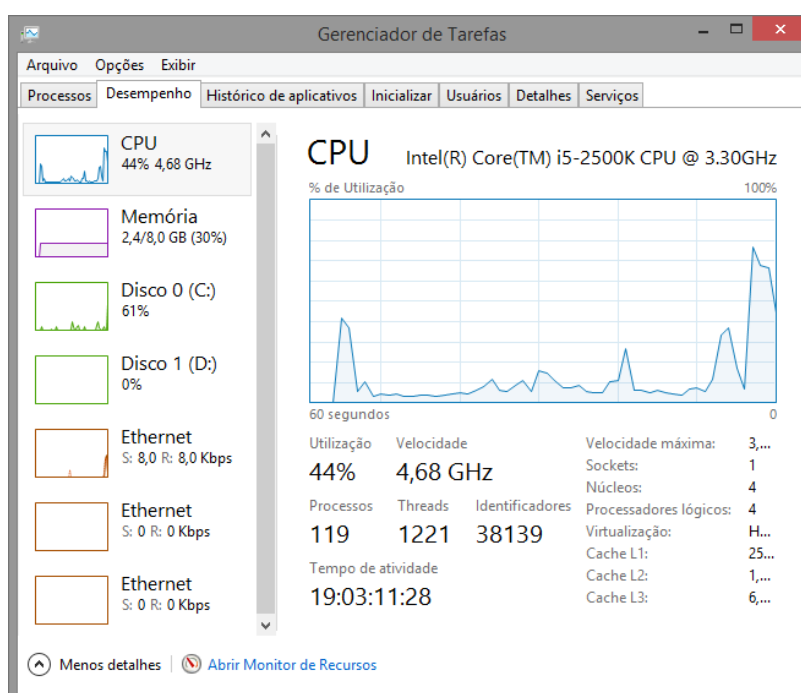 Gerenciador de Tarefas
Arquivo Opções Exibir
Processos Desempenho Histórico de aplicativos Inicializar Usuários Detalhes Serviços
CPU
44% 4,68 GHz
Memória
2,4/8,0 GB (30%)
Disco 0 (C:)
61%
Disco 1 (D:)
0%
Ethernet
S: 8,0 R: 8,0 Kbps
Ethernet
S: 0 R: 0 Kbps
Ethernet
S: 0 R: 0 Kbps
CPU Intel(R) Core(TM) i5-2500K CPU @ 3.30GHz
% de Utilização 100%
60 segundos 0
Utilização Velocidade
44% 4,68 GHz
Processos Threads Identificadores
119 1221 38139
Tempo de atividade
19:03:11:28
Velocidade máxima: 3,...
Sockets: 1
Núcleos: 4
Processadores lógicos: 4
Virtualização: H...
Cache L1: 25...
Cache L2: 1,...
Cache L3: 6,...
Menos detalhes Abrir Monitor de Recursos